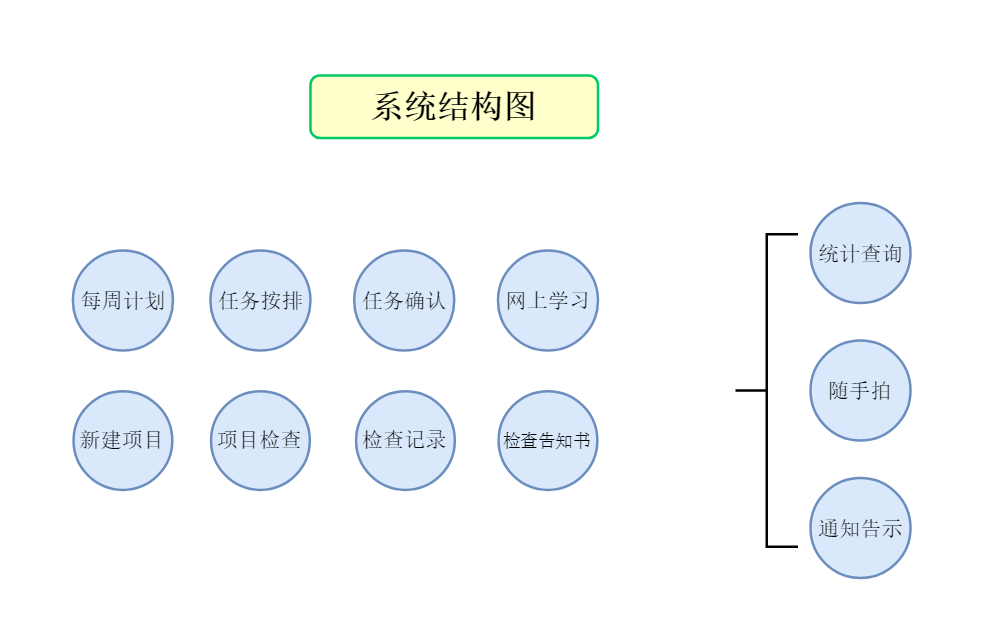 系统结构图
每周计划
任务按排
任务确认
网上学习
新建项目
项目检查
检查记录
检查告知书
统计查询
随手拍
通知告示